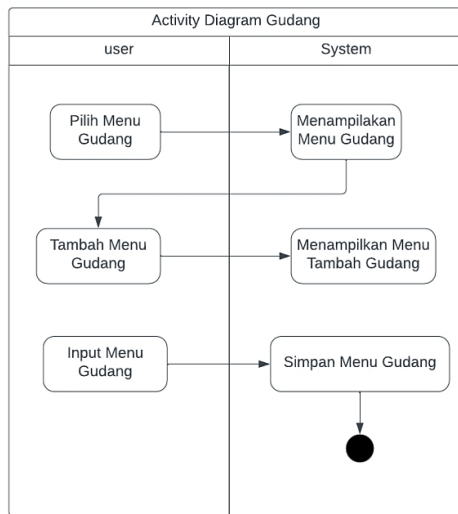 Activity Diagram Gudang
user
System
Pilih Menu
Gudang
Menampilakan
Menu Gudang
Tambah Menu
Gudang
Menampilkan Menu
Tambah Gudang
Input Menu
Gudang
Simpan Menu Gudang